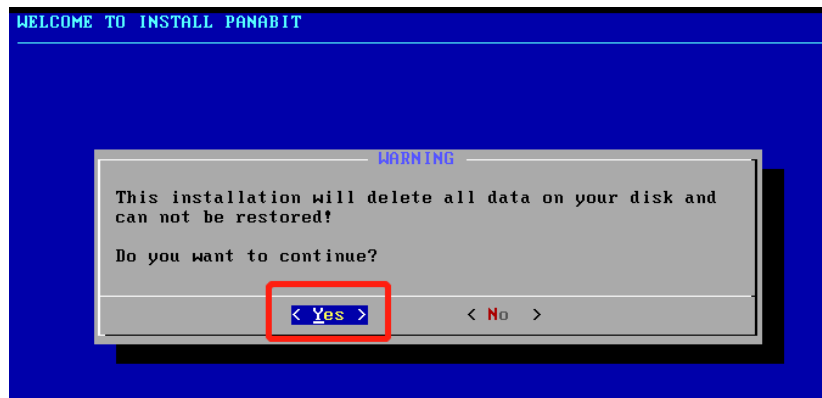 WELCOME TO INSTALL PANABIT
WARNING
This installation will delete all data on your disk and
can not be restored!
Do you want to continue?
< Yes > < No >